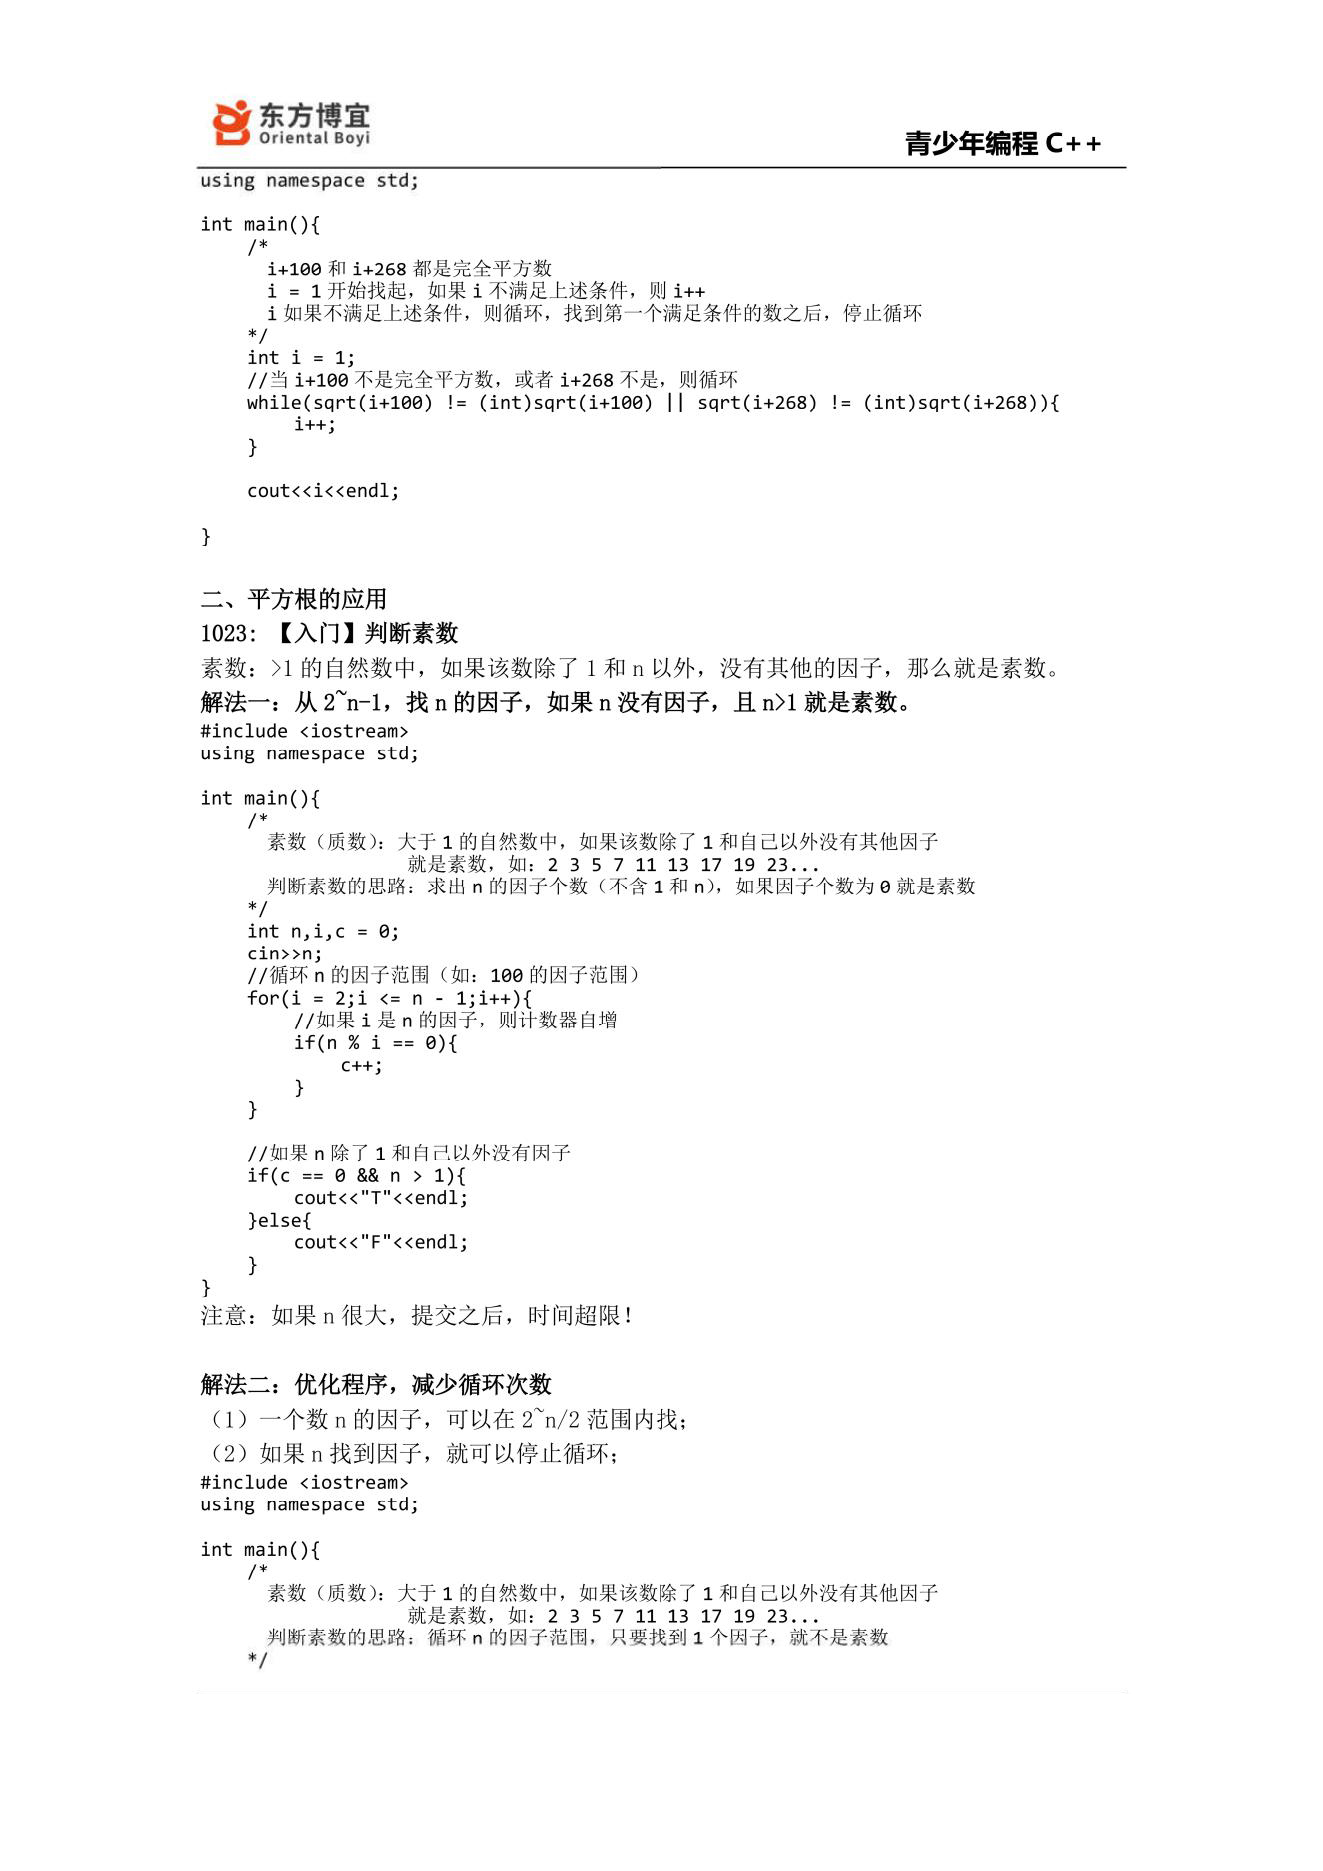 东方博宜
Oriental Boyi
青少年编程 C++
using namespace std;
int main(){
/*
i+100 和 i+268 都是完全平方数
i = 1 开始找起，如果 i 不满足上述条件，则 i++
i 如果不满足上述条件，则循环，找到第一个满足条件的数之后，停止循环
*/
int i = 1;
//当 i+100 不是完全平方数，或者 i+268 不是，则循环
while(sqrt(i+100) != (int)sqrt(i+100) || sqrt(i+268) != (int)sqrt(i+268)){
i++;
}
cout<<i<<endl;
}
二、平方根的应用
1023: 【入门】判断素数
素数：>1 的自然数中，如果该数除了 1 和 n 以外，没有其他的因子，那么就是素数。
解法一：从 2~n-1，找 n 的因子，如果 n 没有因子，且 n>1 就是素数。
#include <iostream>
using namespace std;
int main(){
/*
素数（质数）：大于 1 的自然数中，如果该数除了 1 和自己以外没有其他因子
就是素数，如：2 3 5 7 11 13 17 19 23...
判断素数的思路：求出 n 的因子个数（不含 1 和 n），如果因子个数为 0 就是素数
*/
int n,i,c = 0;
cin>>n;
//循环 n 的因子范围（如：100 的因子范围）
for(i = 2;i <= n - 1;i++){
//如果 i 是 n 的因子，则计数器自增
if(n % i == 0){
c++;
}
}
//如果 n 除了 1 和自己以外没有因子
if(c == 0 && n > 1){
cout<<"T"<<endl;
}else{
cout<<"F"<<endl;
}
}
注意：如果 n 很大，提交之后，时间超限！
解法二：优化程序，减少循环次数
（1）一个数 n 的因子，可以在 2~n/2 范围内找；
（2）如果 n 找到因子，就可以停止循环；
#include <iostream>
using namespace std;
int main(){
/*
素数（质数）：大于 1 的自然数中，如果该数除了 1 和自己以外没有其他因子
就是素数，如：2 3 5 7 11 13 17 19 23...
判断素数的思路：循环 n 的因子范围，只要找到 1 个因子，就不是素数
*/